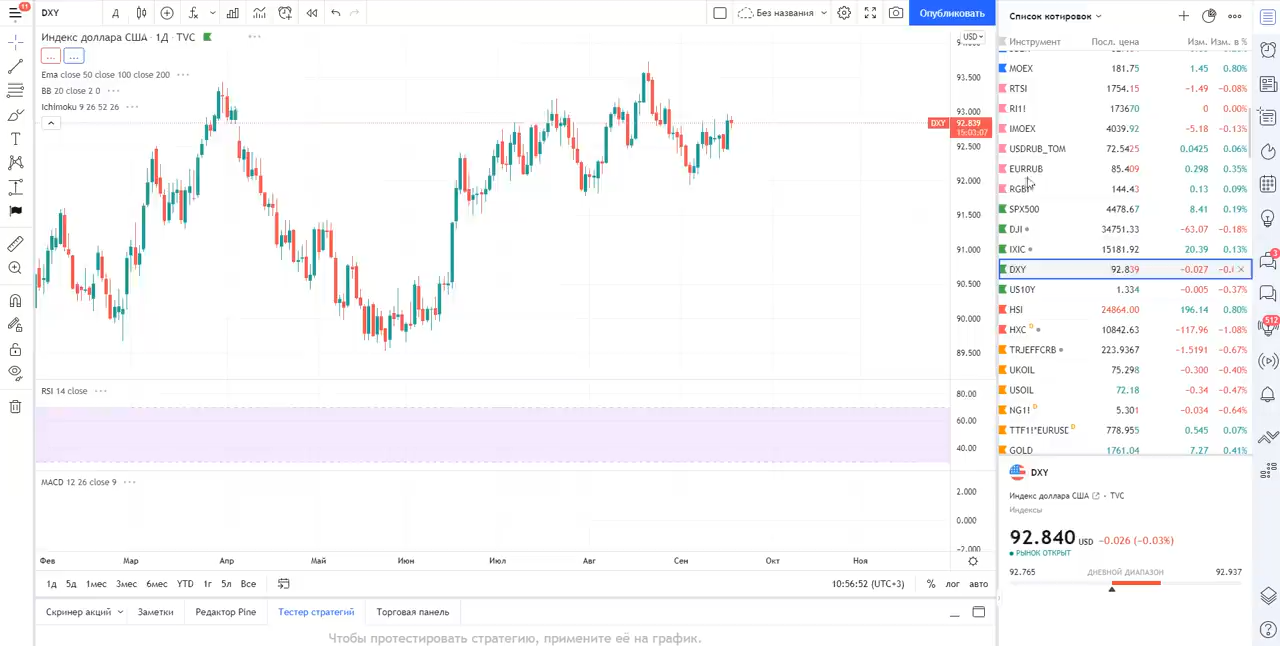 11
DXY
Без названия
Опубликовать
Список котировок
Индекс доллара США · 1Д · TVC
USD
Ema close 50 close 100 close 200
BB 20 close 2 0
Ichimoku 9 26 52 26
93.500
93.000
DXY 92.839
15:03:07
92.500
92.000
91.500
91.000
90.500
90.000
89.500
RSI 14 close
80.00
60.00
40.00
MACD 12 26 close 9
2.000
0.000
−2.000
Фев Мар Апр Май Июн Июл Авг Сен Окт Ноя
1д 5д 1мес 3мес 6мес YTD 1г 5л Все
10:56:52 (UTC+3) % лог авто
Скринер акций Заметки Редактор Pine Тестер стратегий Торговая панель
Чтобы протестировать стратегию, примените её на график.
Инструмент Посл. цена Изм. Изм. в %
MOEX 181.75 1.45 0.80%
RTSI 1754.15 −1.49 −0.08%
RI1! 173670 0 0.00%
IMOEX 4039.92 −5.18 −0.13%
USDRUB_TOM 72.5425 0.0425 0.06%
EURRUB 85.409 0.298 0.35%
144.43 0.13 0.09%
SPX500 4478.67 8.41 0.19%
DJI 34751.33 −63.07 −0.18%
IXIC 15181.92 20.39 0.13%
DXY 92.839 −0.027
US10Y 1.334 −0.005 −0.37%
HSI 24864.00 196.14 0.80%
HXC D 10842.63 −117.96 −1.08%
TRJEFFCRB 223.9367 −1.5191 −0.67%
UKOIL 75.298 −0.300 −0.40%
USOIL 72.18 −0.34 −0.47%
NG1! D 5.301 −0.034 −0.64%
TTF1!*EURUSD D 778.955 0.545 0.07%
GOLD 1761.04 7.27 0.41%
DXY
Индекс доллара США · TVC
Индексы
92.840 USD −0.026 (−0.03%)
РЫНОК ОТКРЫТ
92.765 ДНЕВНОЙ ДИАПАЗОН 92.937
3
512